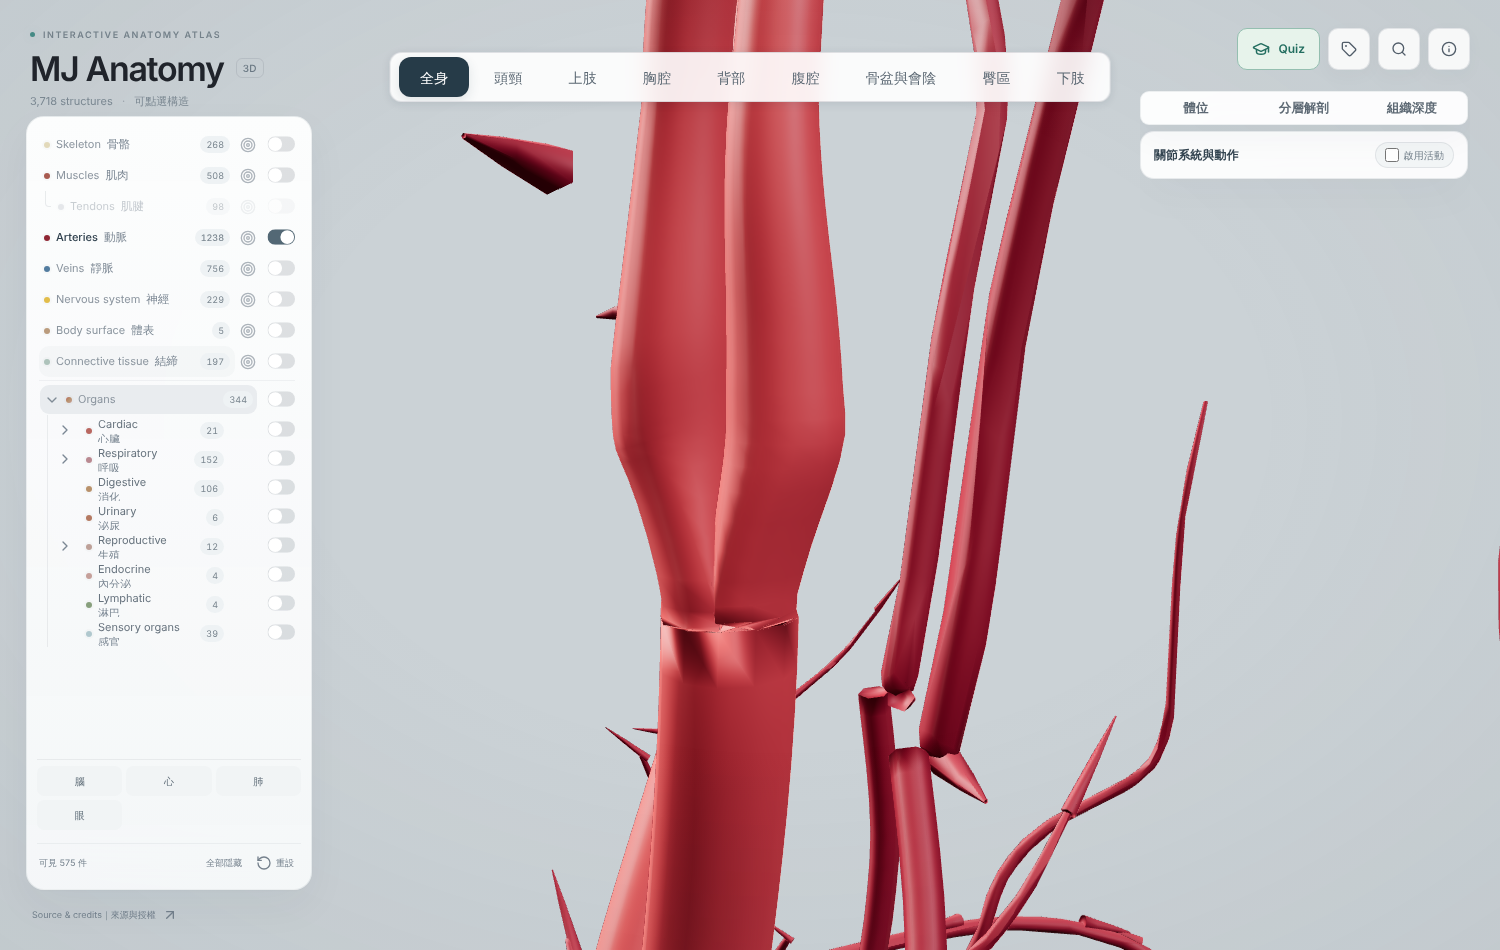 INTERACTIVE ANATOMY ATLAS
MJ Anatomy 3D
3,718 structures · 可點選構造
全身 頭頸 上肢 胸腔 背部 腹腔 骨盆與會陰 臀區 下肢
Quiz
體位 分層解剖 組織深度
關節系統與動作 啟用活動
Skeleton 骨骼 268
Muscles 肌肉 508
Tendons 肌腱 98
Arteries 動脈 1238
Veins 靜脈 756
Nervous system 神經 229
Body surface 體表 5
Connective tissue 結締 197
Organs 344
Cardiac 21
心臟
Respiratory 152
呼吸
Digestive 106
消化
Urinary 6
泌尿
Reproductive 12
生殖
Endocrine 4
內分泌
Lymphatic 4
淋巴
Sensory organs 39
感官
腦 心 肺
眼
可見 575 件 全部隱藏 重設
Source & credits | 來源與授權